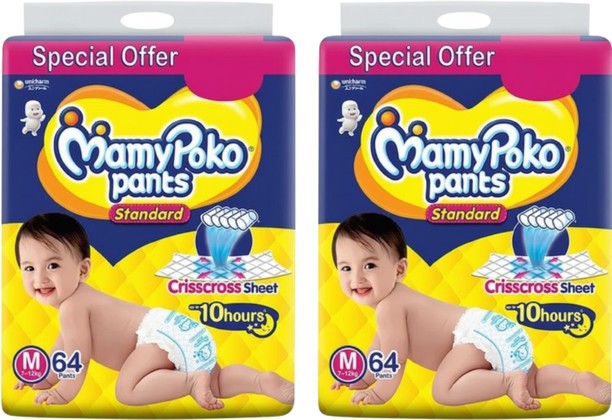 Special Offer
unicharm
MamyPoko
pants
Standard
Crisscross Sheet
10hours
M
7-12kg
64
Pants
Special Offer
unicharm
MamyPoko
pants
Standard
Crisscross Sheet
10hours
M
7-12kg
64
Pants